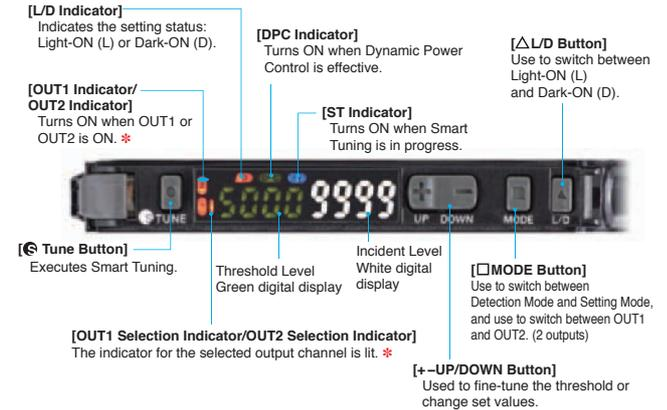 [L/D Indicator]
Indicates the setting status:
Light-ON (L) or Dark-ON (D).
[DPC Indicator]
Turns ON when Dynamic Power
Control is effective.
[△L/D Button]
Use to switch between
Light-ON (L)
and Dark-ON (D).
[OUT1 Indicator/
OUT2 Indicator]
Turns ON when OUT1 or
OUT2 is ON. *
[ST Indicator]
Turns ON when Smart
Tuning is in progress.
5000 9999
TUNE
UP DOWN
MODE
L/D
[Tune Button]
Executes Smart Tuning.
Threshold Level
Green digital display
Incident Level
White digital
display
[□MODE Button]
Use to switch between
Detection Mode and Setting Mode,
and use to switch between OUT1
and OUT2. (2 outputs)
[OUT1 Selection Indicator/OUT2 Selection Indicator]
The indicator for the selected output channel is lit. *
[+−UP/DOWN Button]
Used to fine-tune the threshold or
change set values.